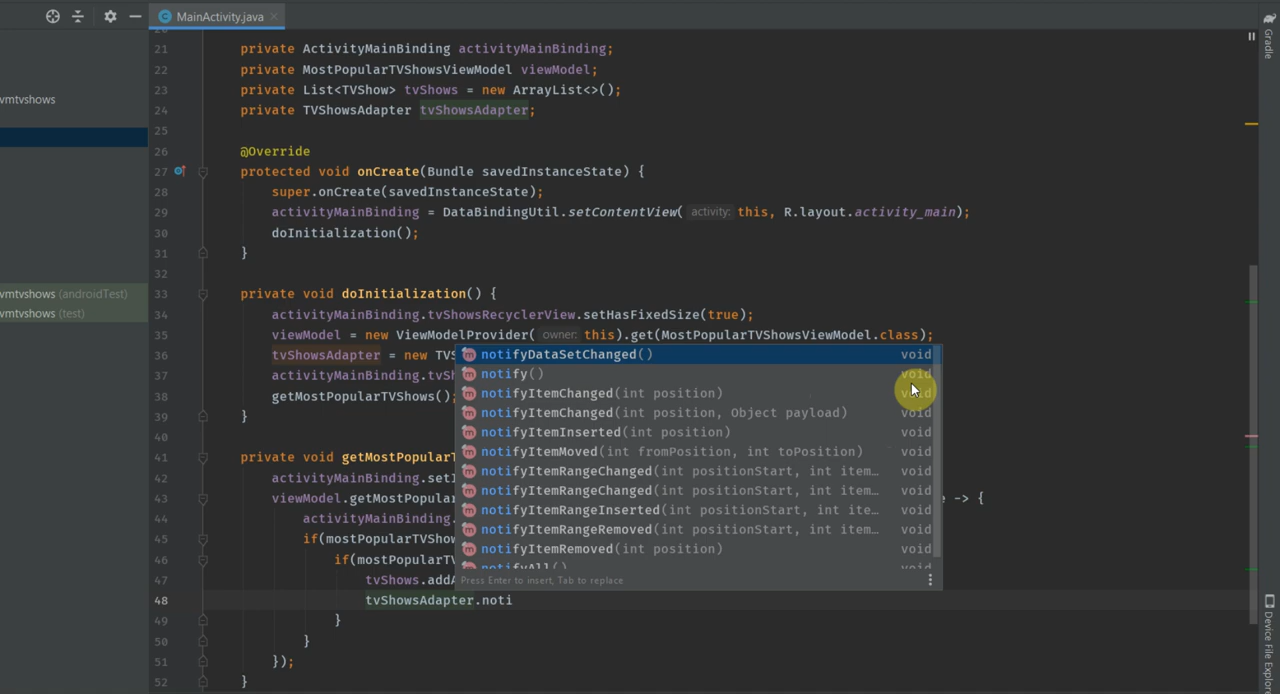 MainActivity.java
Gradle
vmtvshows
21 private ActivityMainBinding activityMainBinding;
22 private MostPopularTVShowsViewModel viewModel;
23 private List<TVShow> tvShows = new ArrayList<>();
24 private TVShowsAdapter tvShowsAdapter;
25
26 @Override
27 protected void onCreate(Bundle savedInstanceState) {
28 super.onCreate(savedInstanceState);
29 activityMainBinding = DataBindingUtil.setContentView( activity: this, R.layout.activity_main);
30 doInitialization();
31 }
32
vmtvshows (androidTest)
33 private void doInitialization() {
vmtvshows (test)
34 activityMainBinding.tvShowsRecyclerView.setHasFixedSize(true);
35 viewModel = new ViewModelProvider( owner: this).get(MostPopularTVShowsViewModel.class);
36 tvShowsAdapter = new TVS
notifyDataSetChanged() void
notify() void
37 activityMainBinding.tvSh
notifyItemChanged(int position) void
38 getMostPopularTVShows();
notifyItemChanged(int position, Object payload) void
39 }
notifyItemInserted(int position) void
40
notifyItemMoved(int fromPosition, int toPosition) void
41 private void getMostPopularT
notifyItemRangeChanged(int positionStart, int item… void
42 activityMainBinding.setI
notifyItemRangeChanged(int positionStart, int item… void
43 viewModel.getMostPopular
e -> {
notifyItemRangeInserted(int positionStart, int ite… void
44 activityMainBinding.
notifyItemRangeRemoved(int positionStart, int item… void
45 if(mostPopularTVShow
notifyItemRemoved(int position) void
46 if(mostPopularTV
notifyAll() void
47 tvShows.addA
Press Enter to insert, Tab to replace
48 tvShowsAdapter.noti
49 }
50 }
51 });
52 }
Device File Explor